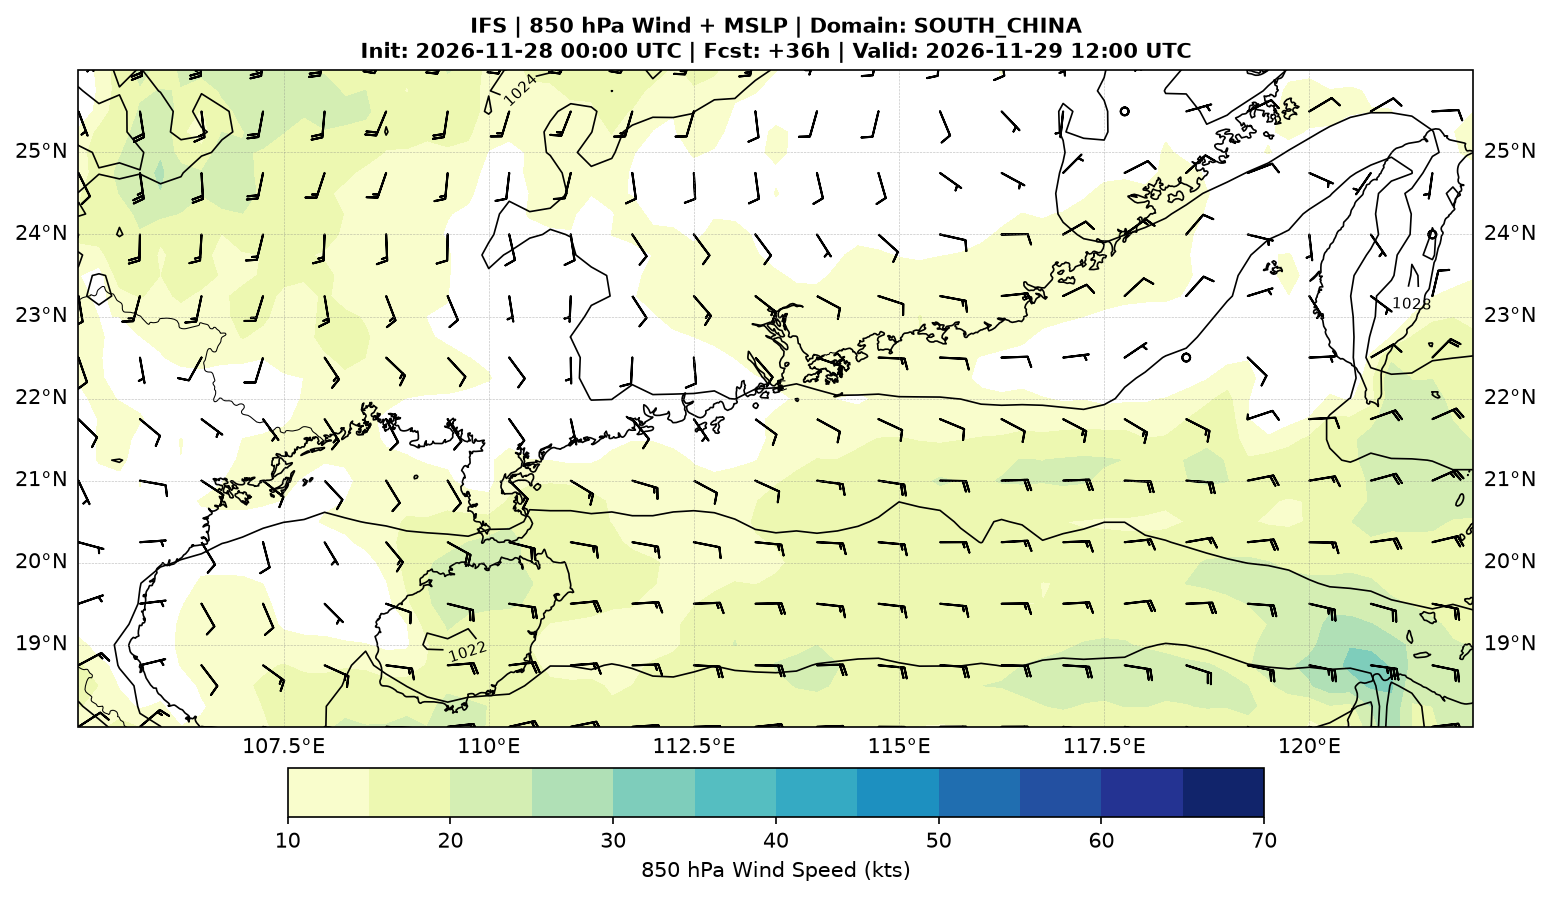 IFS | 850 hPa Wind + MSLP | Domain: SOUTH_CHINA
Init: 2026-11-28 00:00 UTC | Fcst: +36h | Valid: 2026-11-29 12:00 UTC
1024
25°N 25°N
24°N 24°N
1028
23°N 23°N
22°N 22°N
21°N 21°N
20°N 20°N
19°N 19°N
1022
107.5°E 110°E 112.5°E 115°E 117.5°E 120°E
10 20 30 40 50 60 70
850 hPa Wind Speed (kts)